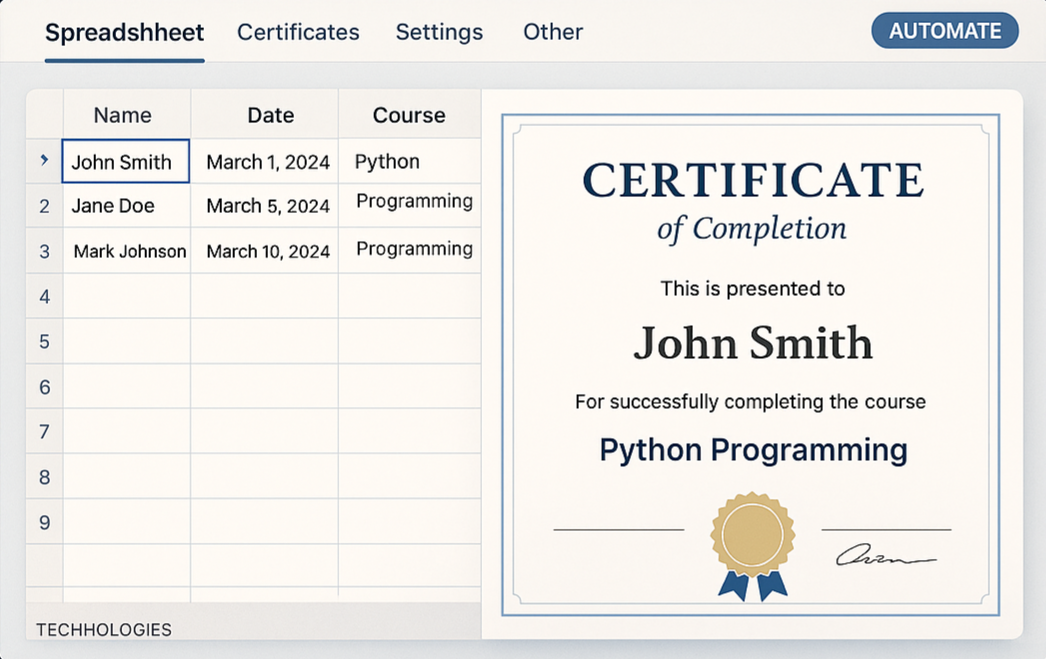 Spreadshheet Certificates Settings Other AUTOMATE
Name Date Course
John Smith March 1, 2024 Python
2 Jane Doe March 5, 2024 Programming
3 Mark Johnson March 10, 2024 Programming
4
5
6
7
8
9
TECHHOLOGIES
CERTIFICATE
of Completion
This is presented to
John Smith
For successfully completing the course
Python Programming